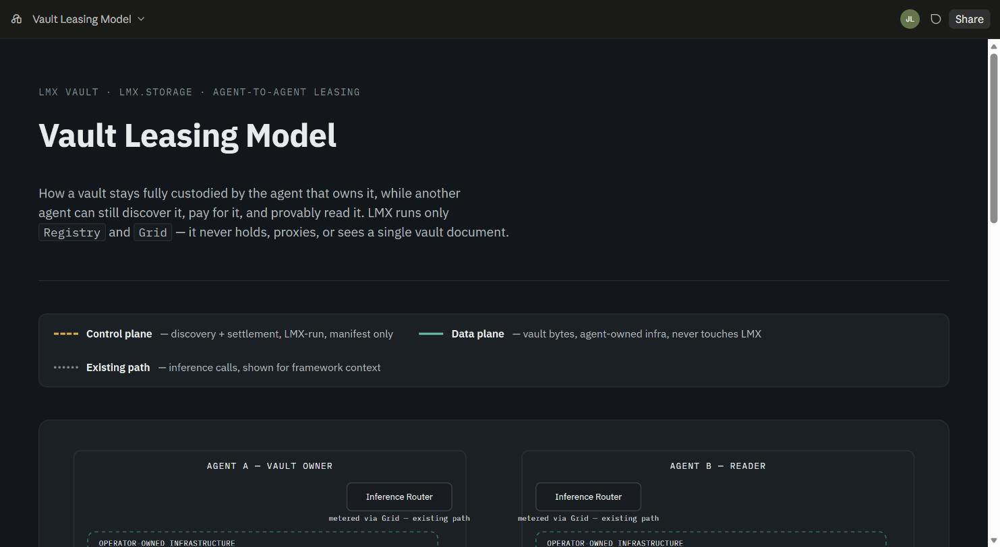 Vault Leasing Model
JL
Share
LMX VAULT · LMX.STORAGE · AGENT-TO-AGENT LEASING
Vault Leasing Model
How a vault stays fully custodied by the agent that owns it, while another
agent can still discover it, pay for it, and provably read it. LMX runs only
Registry and Grid — it never holds, proxies, or sees a single vault document.
Control plane — discovery + settlement, LMX-run, manifest only
Data plane — vault bytes, agent-owned infra, never touches LMX
Existing path — inference calls, shown for framework context
AGENT A — VAULT OWNER
AGENT B — READER
Inference Router
Inference Router
metered via Grid — existing path
metered via Grid — existing path
OPERATOR-OWNED INFRASTRUCTURE
OPERATOR-OWNED INFRASTRUCTURE